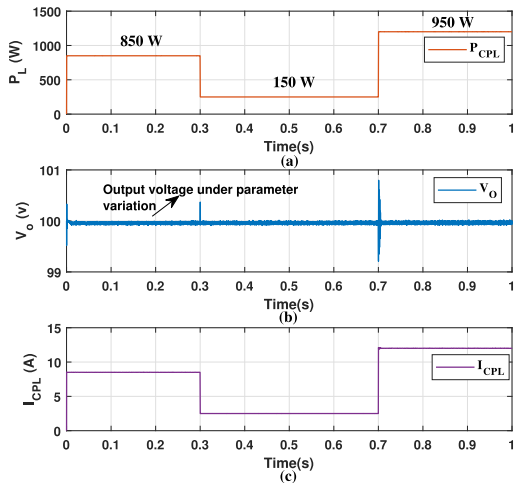 1500
1000
500
0
P_L (W)
850 W
150 W
950 W
P_CPL
0 0.1 0.2 0.3 0.4 0.5 0.6 0.7 0.8 0.9 1
Time(s)
(a)
101
100
99
V_o (v)
Output voltage under parameter
variation
V_O
0 0.1 0.2 0.3 0.4 0.5 0.6 0.7 0.8 0.9 1
Time(s)
(b)
15
10
5
0
I_CPL (A)
I_CPL
0 0.1 0.2 0.3 0.4 0.5 0.6 0.7 0.8 0.9 1
Time(s)
(c)